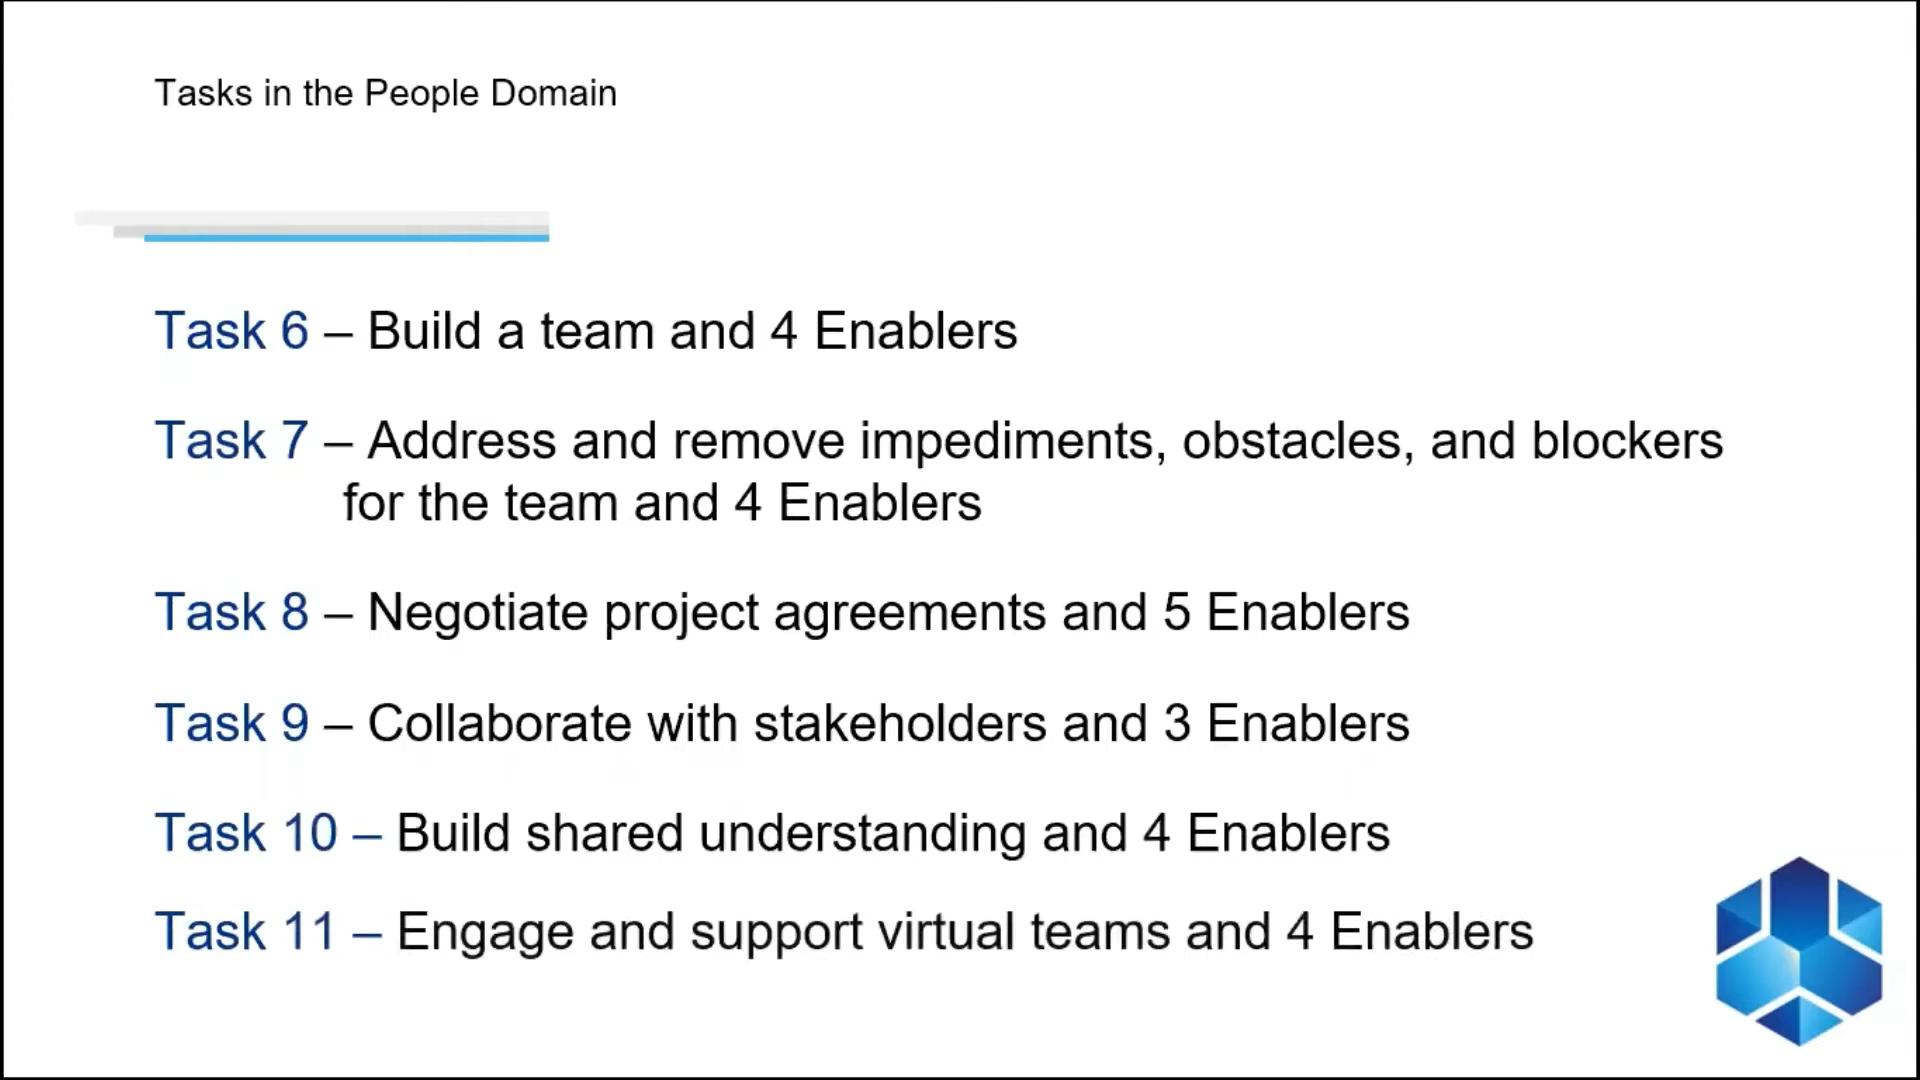 Tasks in the People Domain
Task 6 – Build a team and 4 Enablers
Task 7 – Address and remove impediments, obstacles, and blockers
for the team and 4 Enablers
Task 8 – Negotiate project agreements and 5 Enablers
Task 9 – Collaborate with stakeholders and 3 Enablers
Task 10 – Build shared understanding and 4 Enablers
Task 11 – Engage and support virtual teams and 4 Enablers